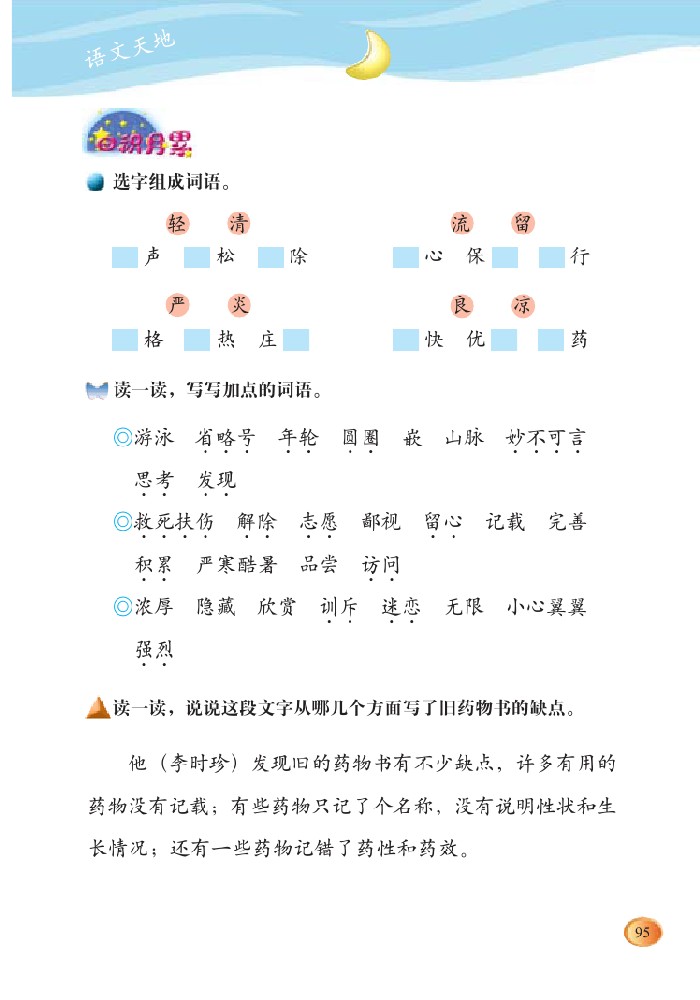 语文天地
日积月累
选字组成词语。
轻 清 流 留
声 松 除 心 保 行
严 炎 良 凉
格 热 庄 快 优 药
读一读，写写加点的词语。
◎游泳 省略号 年轮 圆圈 嵌 山脉 妙不可言
思考 发现
◎救死扶伤 解除 志愿 鄙视 留心 记载 完善
积累 严寒酷暑 品尝 访问
◎浓厚 隐藏 欣赏 训斥 迷恋 无限 小心翼翼
强烈
读一读，说说这段文字从哪几个方面写了旧药物书的缺点。
他（李时珍）发现旧的药物书有不少缺点，许多有用的
药物没有记载；有些药物只记了个名称，没有说明性状和生
长情况；还有一些药物记错了药性和药效。
95